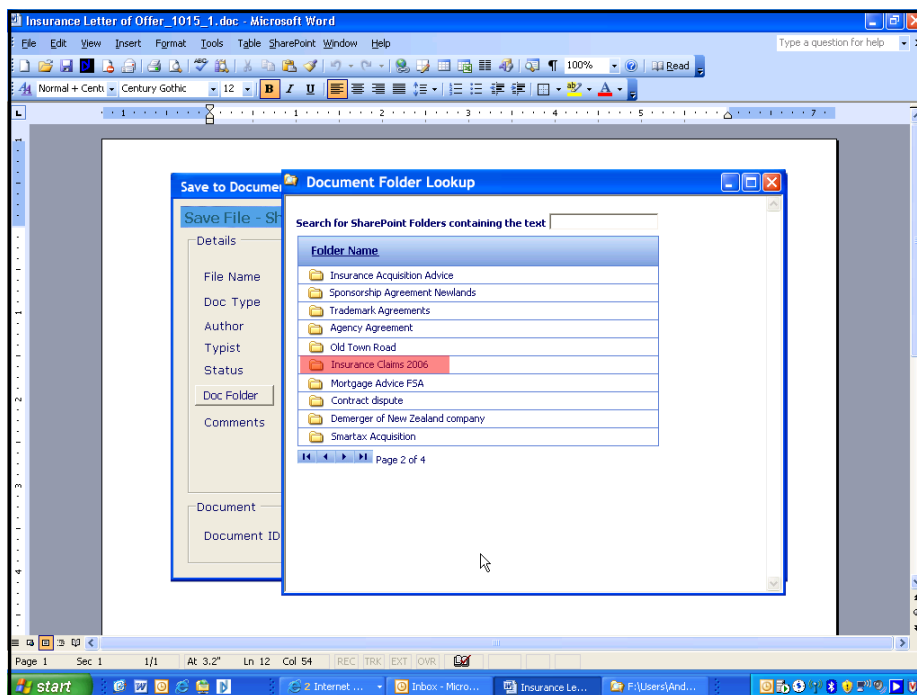 Insurance Letter of Offer_1015_1.doc - Microsoft Word
File Edit View Insert Format Tools Table SharePoint Window Help Type a question for help
100% Read
Normal + Centu Century Gothic 12 B I U
Save to Docume
Document Folder Lookup
Save File - Sh
Search for SharePoint Folders containing the text
Details
Folder Name
File Name
Insurance Acquisition Advice
Sponsorship Agreement Newlands
Doc Type
Trademark Agreements
Author
Agency Agreement
Typist
Old Town Road
Status
Insurance Claims 2006
Mortgage Advice FSA
Doc Folder
Contract dispute
Comments
Demerger of New Zealand company
Smartax Acquisition
Page 2 of 4
Document
Document ID
Page 1 Sec 1 1/1 At 3.2" Ln 12 Col 54 REC TRK EXT OVR
start 2 Internet ... Inbox - Micro... Insurance Le... F:\Users\And...